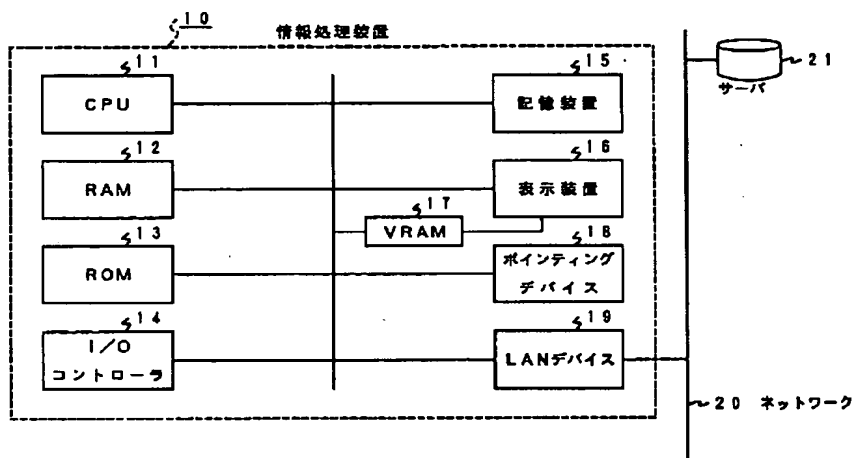 10
情報処理装置
11
CPU
15
記憶装置
21
サーバ
12
RAM
16
表示装置
17
VRAM
13
ROM
18
ポインティング
デバイス
14
I/O
コントローラ
19
LANデバイス
20 ネットワーク